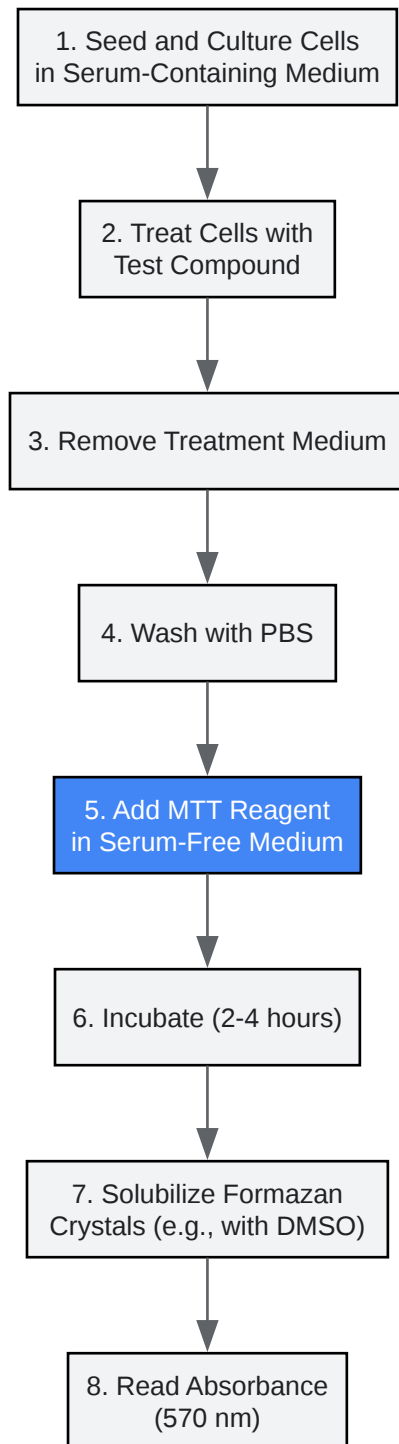 1. Seed and Culture Cells
in Serum-Containing Medium
2. Treat Cells with
Test Compound
3. Remove Treatment Medium
4. Wash with PBS
5. Add MTT Reagent
in Serum-Free Medium
6. Incubate (2-4 hours)
7. Solubilize Formazan
Crystals (e.g., with DMSO)
8. Read Absorbance
(570 nm)